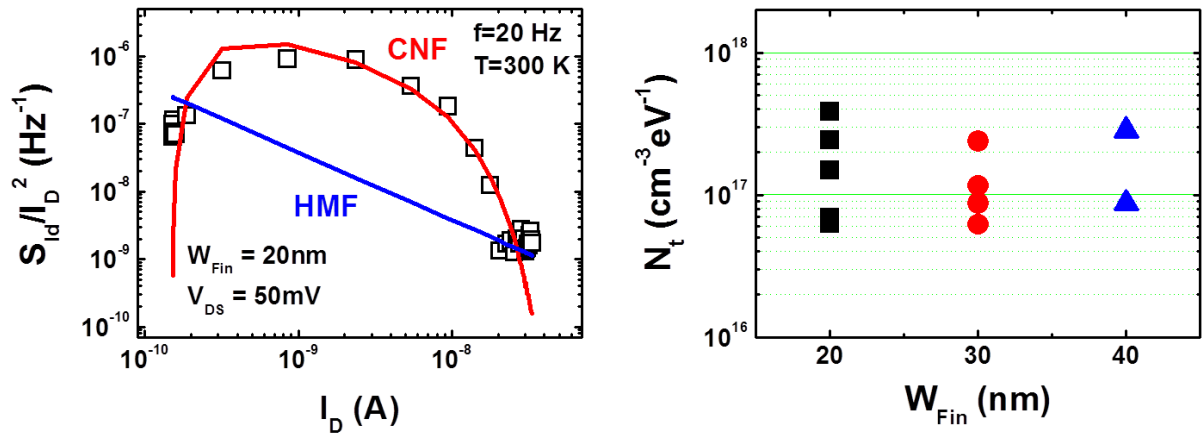 S_Id/I_D^2 (Hz^-1)
10^-6
10^-7
10^-8
10^-9
10^-10
CNF
f=20 Hz
T=300 K
HMF
W_Fin = 20nm
V_DS = 50mV
10^-10
10^-9
10^-8
I_D (A)
N_t (cm^-3 eV^-1)
10^18
10^17
10^16
20
30
40
W_Fin (nm)